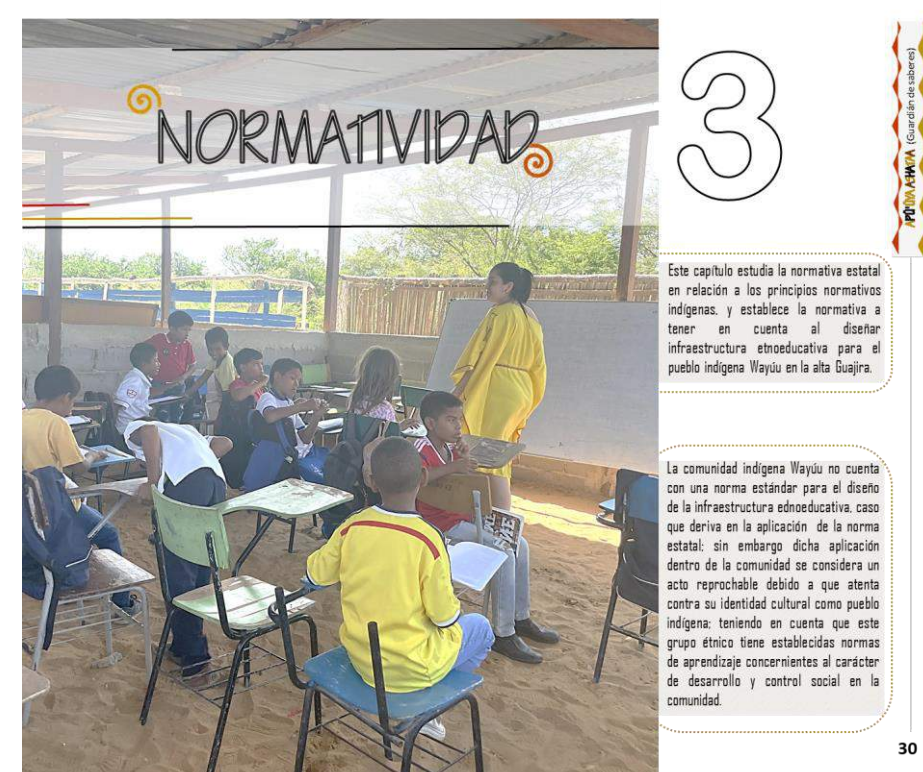 NORMATIVIDAD
3
APÜ'ÜYA A'IHAKAA (Guardián de saberes)
Este capítulo estudia la normativa estatal
en relación a los principios normativos
indígenas, y establece la normativa a
tener en cuenta al diseñar
infraestructura etnoeducativa para el
pueblo indígena Wayúu en la alta Guajira.
La comunidad indígena Wayúu no cuenta
con una norma estándar para el diseño
de la infraestructura ednoeducativa, caso
que deriva en la aplicación de la norma
estatal; sin embargo dicha aplicación
dentro de la comunidad se considera un
acto reprochable debido a que atenta
contra su identidad cultural como pueblo
indígena; teniendo en cuenta que este
grupo étnico tiene establecidas normas
de aprendizaje concernientes al carácter
de desarrollo y control social en la
comunidad.
30